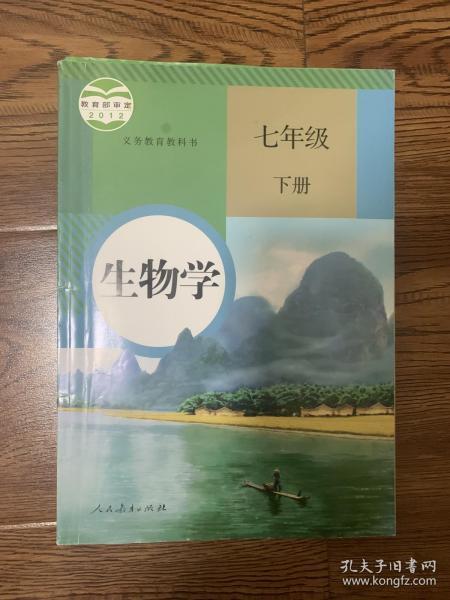 教育部审定
2012
义务教育教科书
七年级
下册
生物学
人民教育出版社
孔夫子旧书网
www.kongfz.com